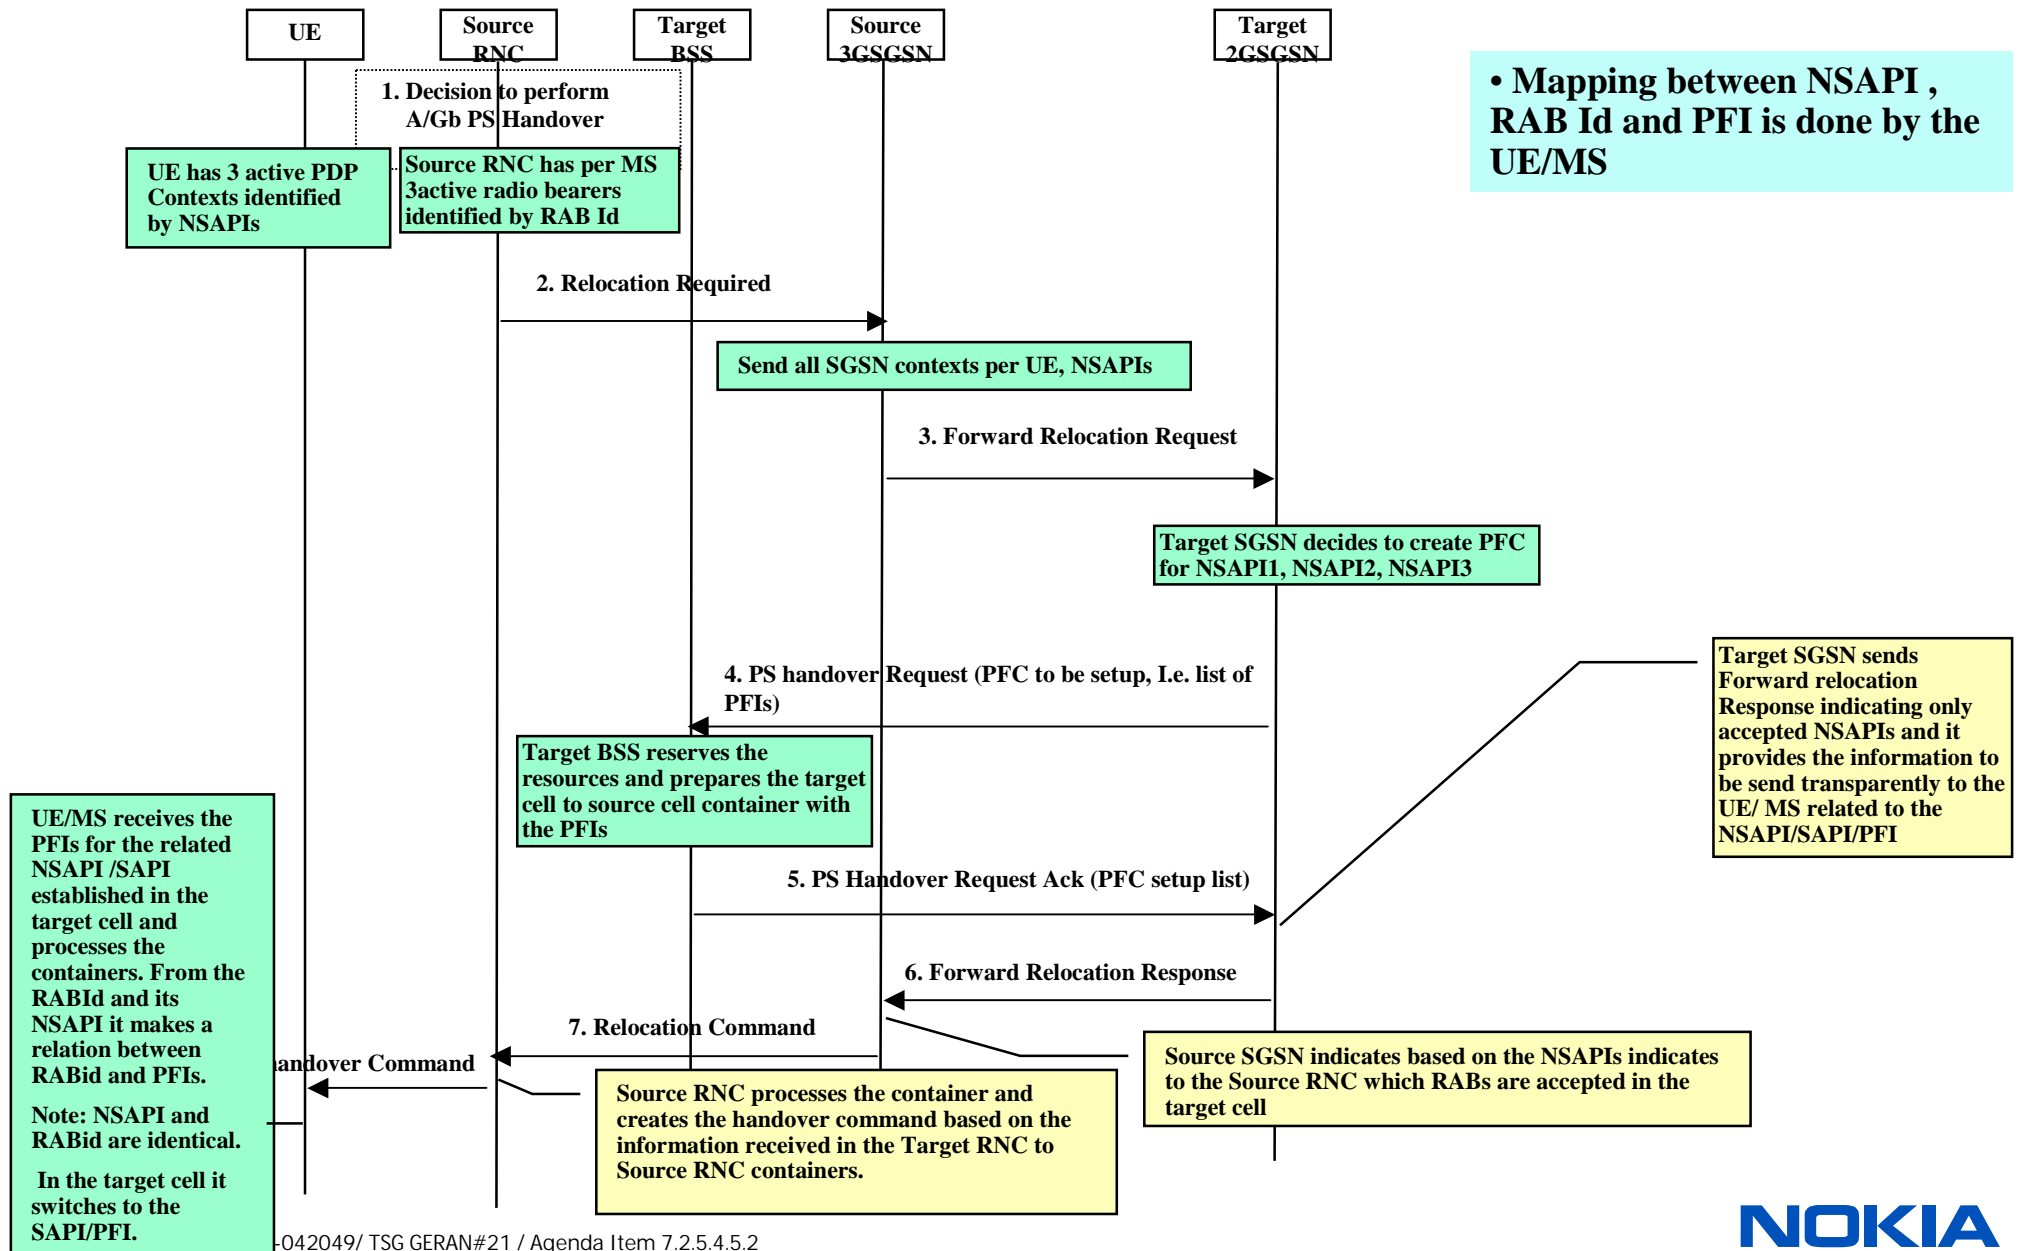 UE
Source
RNC
Target
BSS
Source
3GSGSN
Target
2GSGSN
• Mapping between NSAPI ,
RAB Id and PFI is done by the
UE/MS
1. Decision to perform
A/Gb PS Handover
UE has 3 active PDP
Contexts identified
by NSAPIs
Source RNC has per MS
3active radio bearers
identified by RAB Id
2. Relocation Required
Send all SGSN contexts per UE, NSAPIs
3. Forward Relocation Request
Target SGSN decides to create PFC
for NSAPI1, NSAPI2, NSAPI3
4. PS handover Request (PFC to be setup, I.e. list of
PFIs)
Target SGSN sends
Forward relocation
Response indicating only
accepted NSAPIs and it
provides the information to
be send transparently to the
UE/ MS related to the
NSAPI/SAPI/PFI
Target BSS reserves the
resources and prepares the target
cell to source cell container with
the PFIs
5. PS Handover Request Ack (PFC setup list)
6. Forward Relocation Response
7. Relocation Command
andover Command
UE/MS receives the
PFIs for the related
NSAPI /SAPI
established in the
target cell and
processes the
containers. From the
RABId and its
NSAPI it makes a
relation between
RABid and PFIs.
Note: NSAPI and
RABid are identical.
In the target cell it
switches to the
SAPI/PFI.
Source SGSN indicates based on the NSAPIs indicates
to the Source RNC which RABs are accepted in the
target cell
Source RNC processes the container and
creates the handover command based on the
information received in the Target RNC to
Source RNC containers.
-042049/ TSG GERAN#21 / Agenda Item 7.2.5.4.5.2
NOKIA